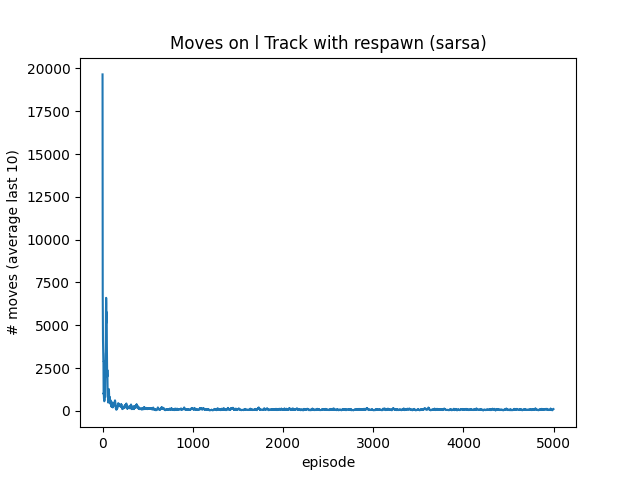 Moves on l Track with respawn (sarsa)
20000
17500
15000
12500
10000
7500
5000
2500
0
# moves (average last 10)
0 1000 2000 3000 4000 5000
episode